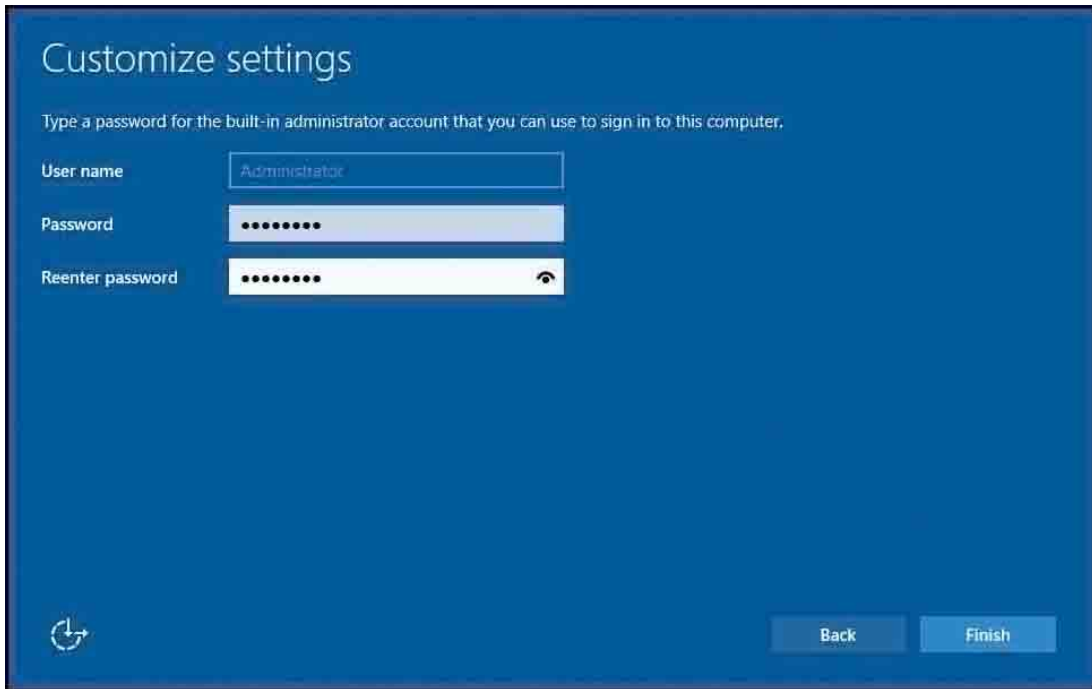 Customize settings
Type a password for the built-in administrator account that you can use to sign in to this computer.
User name Administrator
Password ••••••••
Reenter password ••••••••
Back Finish